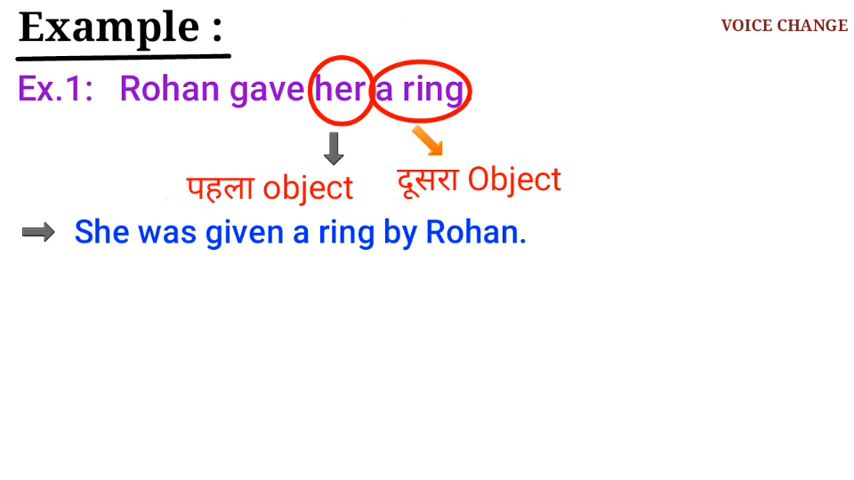 Example :
VOICE CHANGE
Ex.1: Rohan gave her a ring.
पहला object
दूसरा Object
She was given a ring by Rohan.